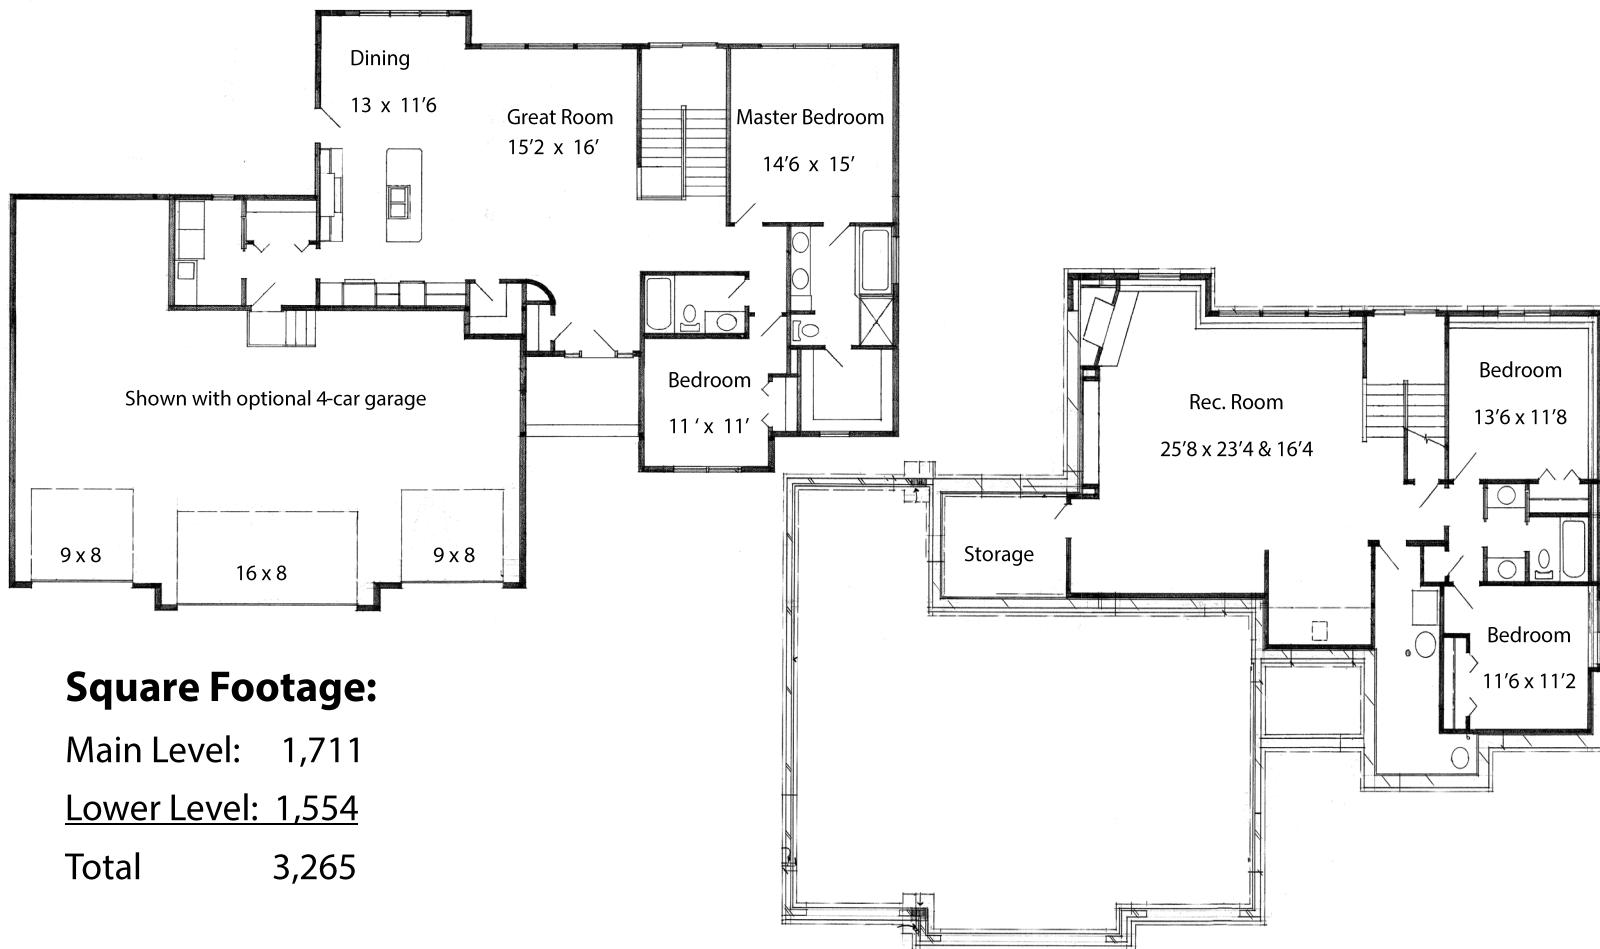 Dining
13 x 11'6
Great Room
15'2 x 16'
Master Bedroom
14'6 x 15'
Shown with optional 4-car garage
Bedroom
11 ' x 11'
9 x 8
16 x 8
9 x 8
Rec. Room
25'8 x 23'4 & 16'4
Bedroom
13'6 x 11'8
Storage
Bedroom
11'6 x 11'2
Square Footage:
Main Level: 1,711
Lower Level: 1,554
Total 3,265